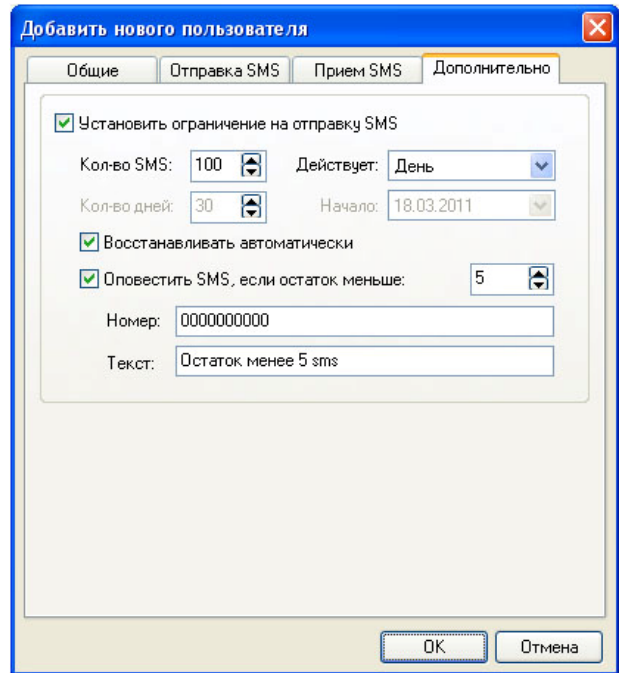 Добавить нового пользователя
Общие Отправка SMS Прием SMS Дополнительно
Установить ограничение на отправку SMS
Кол-во SMS: 100 Действует: День
Кол-во дней: 30 Начало: 18.03.2011
Восстанавливать автоматически
Оповестить SMS, если остаток меньше: 5
Номер: 0000000000
Текст: Остаток менее 5 sms
OK Отмена